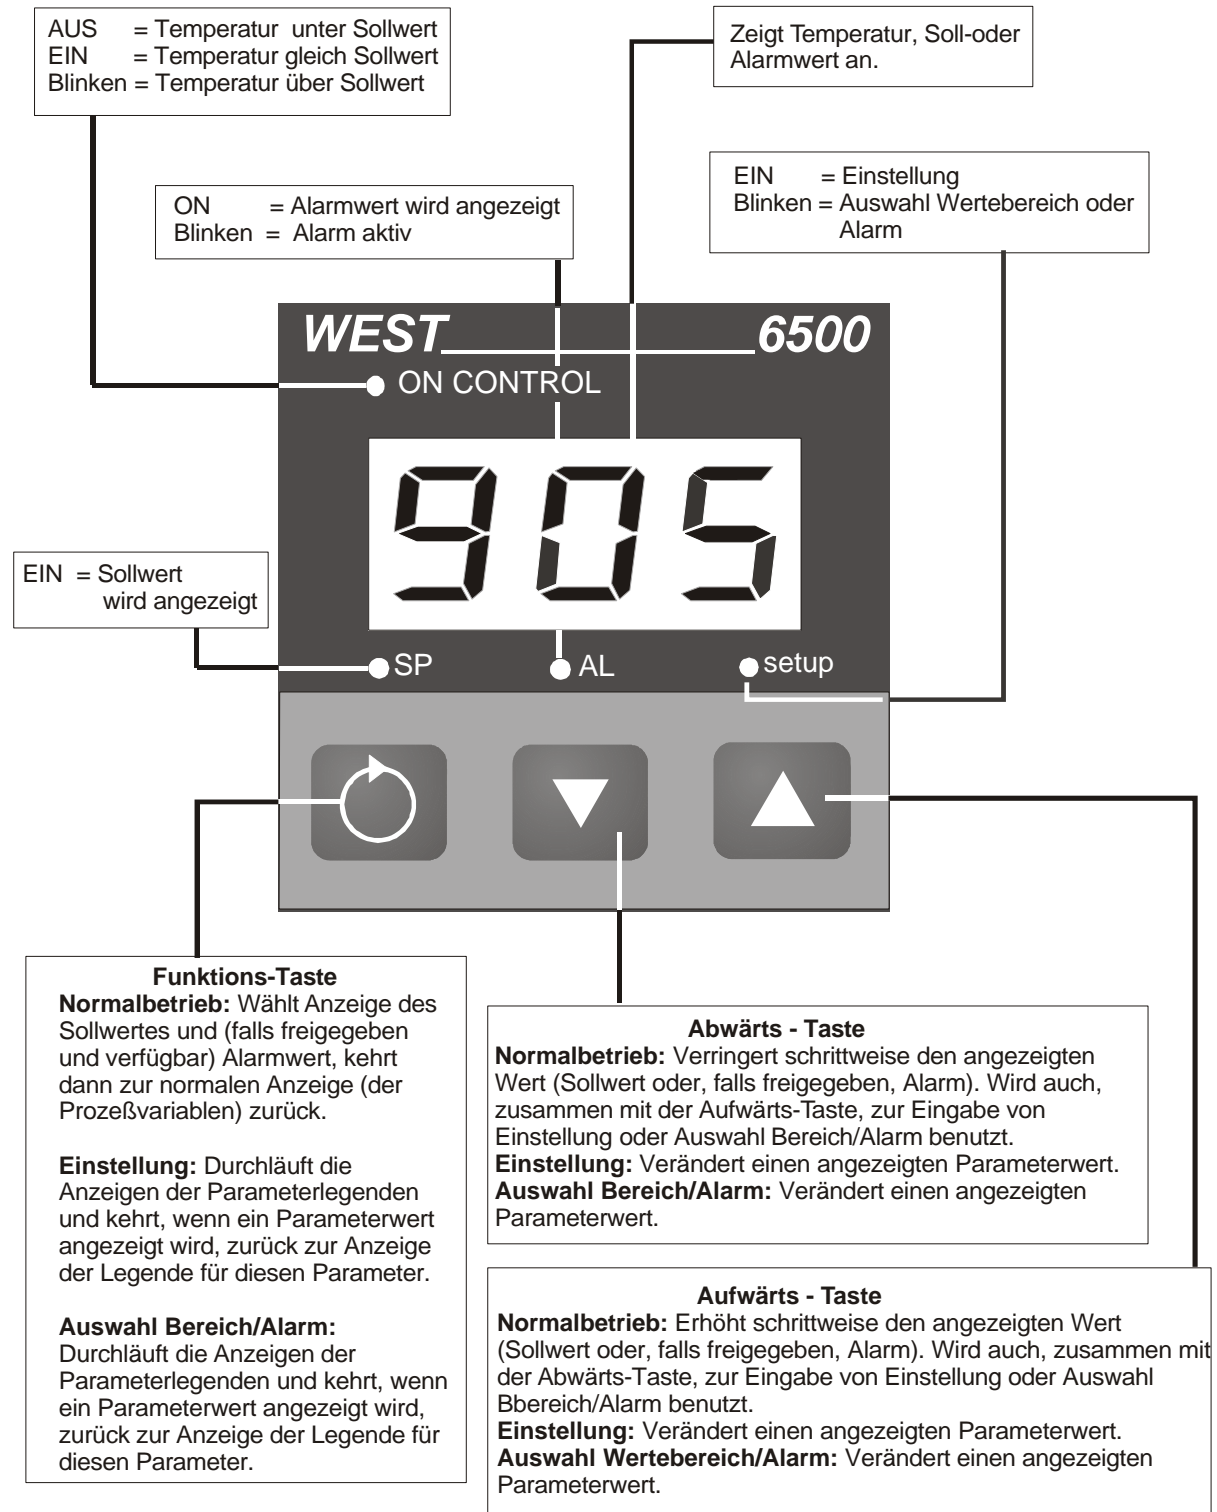 AUS = Temperatur unter Sollwert
EIN = Temperatur gleich Sollwert
Blinken = Temperatur über Sollwert
Zeigt Temperatur, Soll-oder
Alarmwert an.
ON = Alarmwert wird angezeigt
Blinken = Alarm aktiv
EIN = Einstellung
Blinken = Auswahl Wertebereich oder
Alarm
WEST 6500
ON CONTROL
905
EIN = Sollwert
wird angezeigt
SP AL setup
Funktions-Taste
Normalbetrieb: Wählt Anzeige des
Sollwertes und (falls freigegeben
und verfügbar) Alarmwert, kehrt
dann zur normalen Anzeige (der
Prozeßvariablen) zurück.
Einstellung: Durchläuft die
Anzeigen der Parameterlegenden
und kehrt, wenn ein Parameterwert
angezeigt wird, zurück zur Anzeige
der Legende für diesen Parameter.
Auswahl Bereich/Alarm:
Durchläuft die Anzeigen der
Parameterlegenden und kehrt, wenn
ein Parameterwert angezeigt wird,
zurück zur Anzeige der Legende für
diesen Parameter.
Abwärts - Taste
Normalbetrieb: Verringert schrittweise den angezeigten
Wert (Sollwert oder, falls freigegeben, Alarm). Wird auch,
zusammen mit der Aufwärts-Taste, zur Eingabe von
Einstellung oder Auswahl Bereich/Alarm benutzt.
Einstellung: Verändert einen angezeigten Parameterwert.
Auswahl Bereich/Alarm: Verändert einen angezeigten
Parameterwert.
Aufwärts - Taste
Normalbetrieb: Erhöht schrittweise den angezeigten Wert
(Sollwert oder, falls freigegeben, Alarm). Wird auch, zusammen mit
der Abwärts-Taste, zur Eingabe von Einstellung oder Auswahl
Bbereich/Alarm benutzt.
Einstellung: Verändert einen angezeigten Parameterwert.
Auswahl Wertebereich/Alarm: Verändert einen angezeigten
Parameterwert.